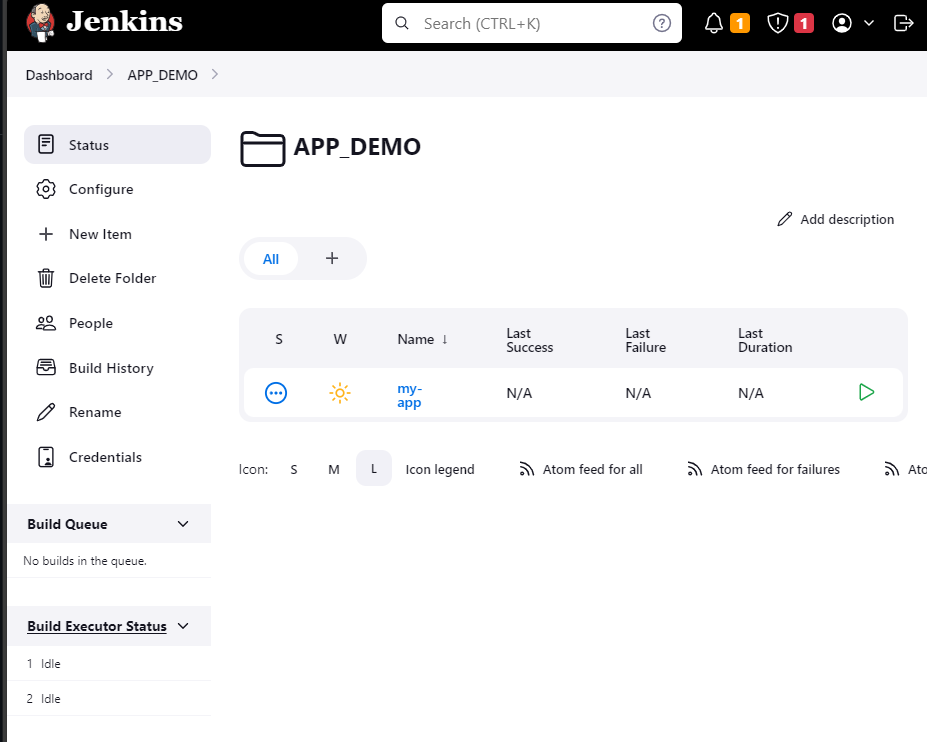 Jenkins
Search (CTRL+K)
1
1
Dashboard
APP_DEMO
Status
Configure
New Item
Delete Folder
People
Build History
Rename
Credentials
Build Queue
No builds in the queue.
Build Executor Status
1 Idle
2 Idle
APP_DEMO
Add description
All +
S W Name ↓ Last Success Last Failure Last Duration
my-app N/A N/A N/A
Icon: S M L Icon legend Atom feed for all Atom feed for failures Ato